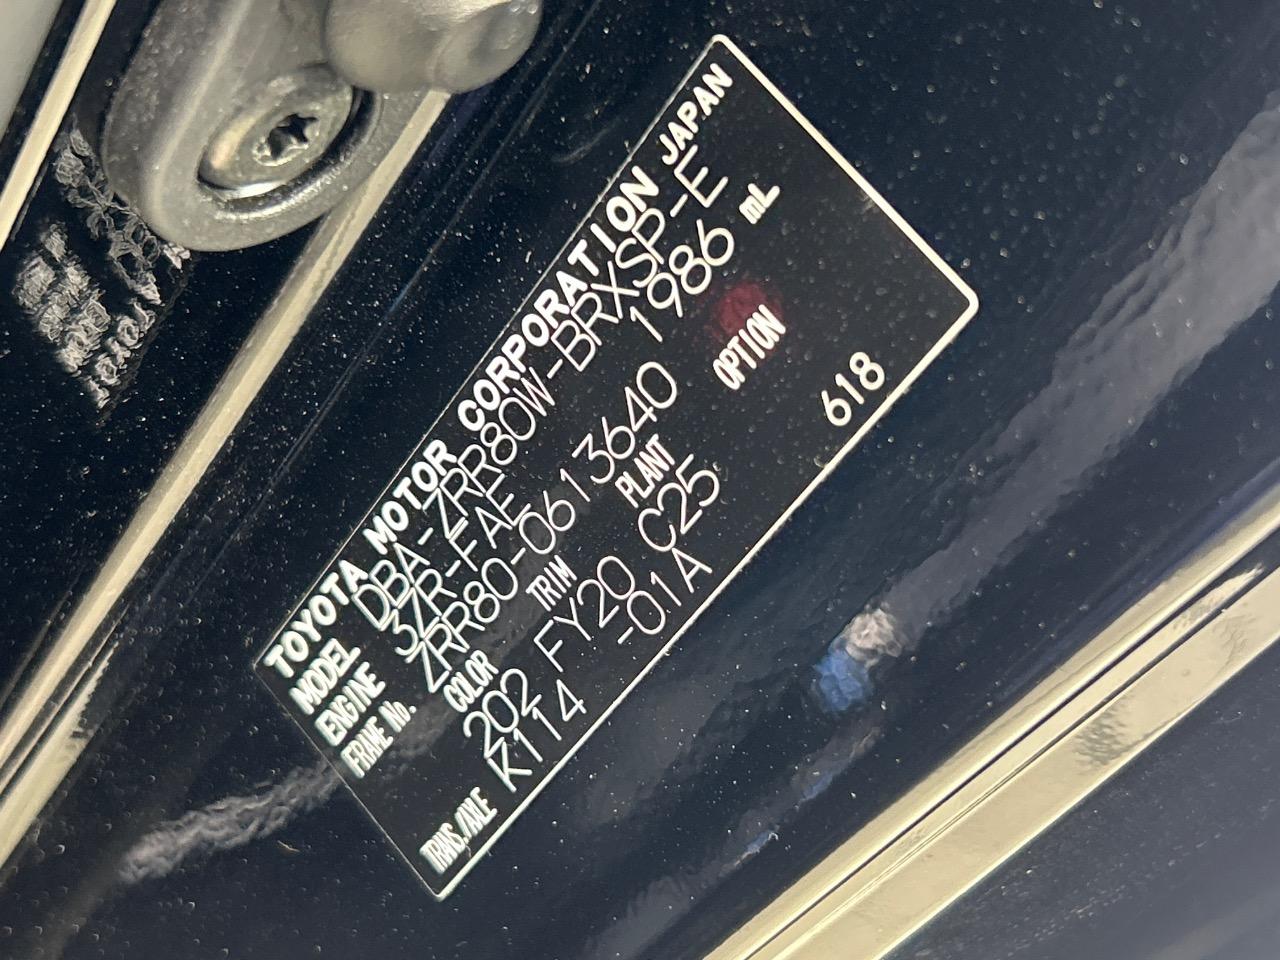 TOYOTA MOTOR CORPORATION JAPAN
MODEL DBA-ZRR80W-BRXSP-E
ENGINE 3ZR-FAE 1986 mL
FRAME No. ZRR80-0613640
COLOR TRIM PLANT OPTION
202 FY20 C25 618
TRANS./AXLE K114 -01A